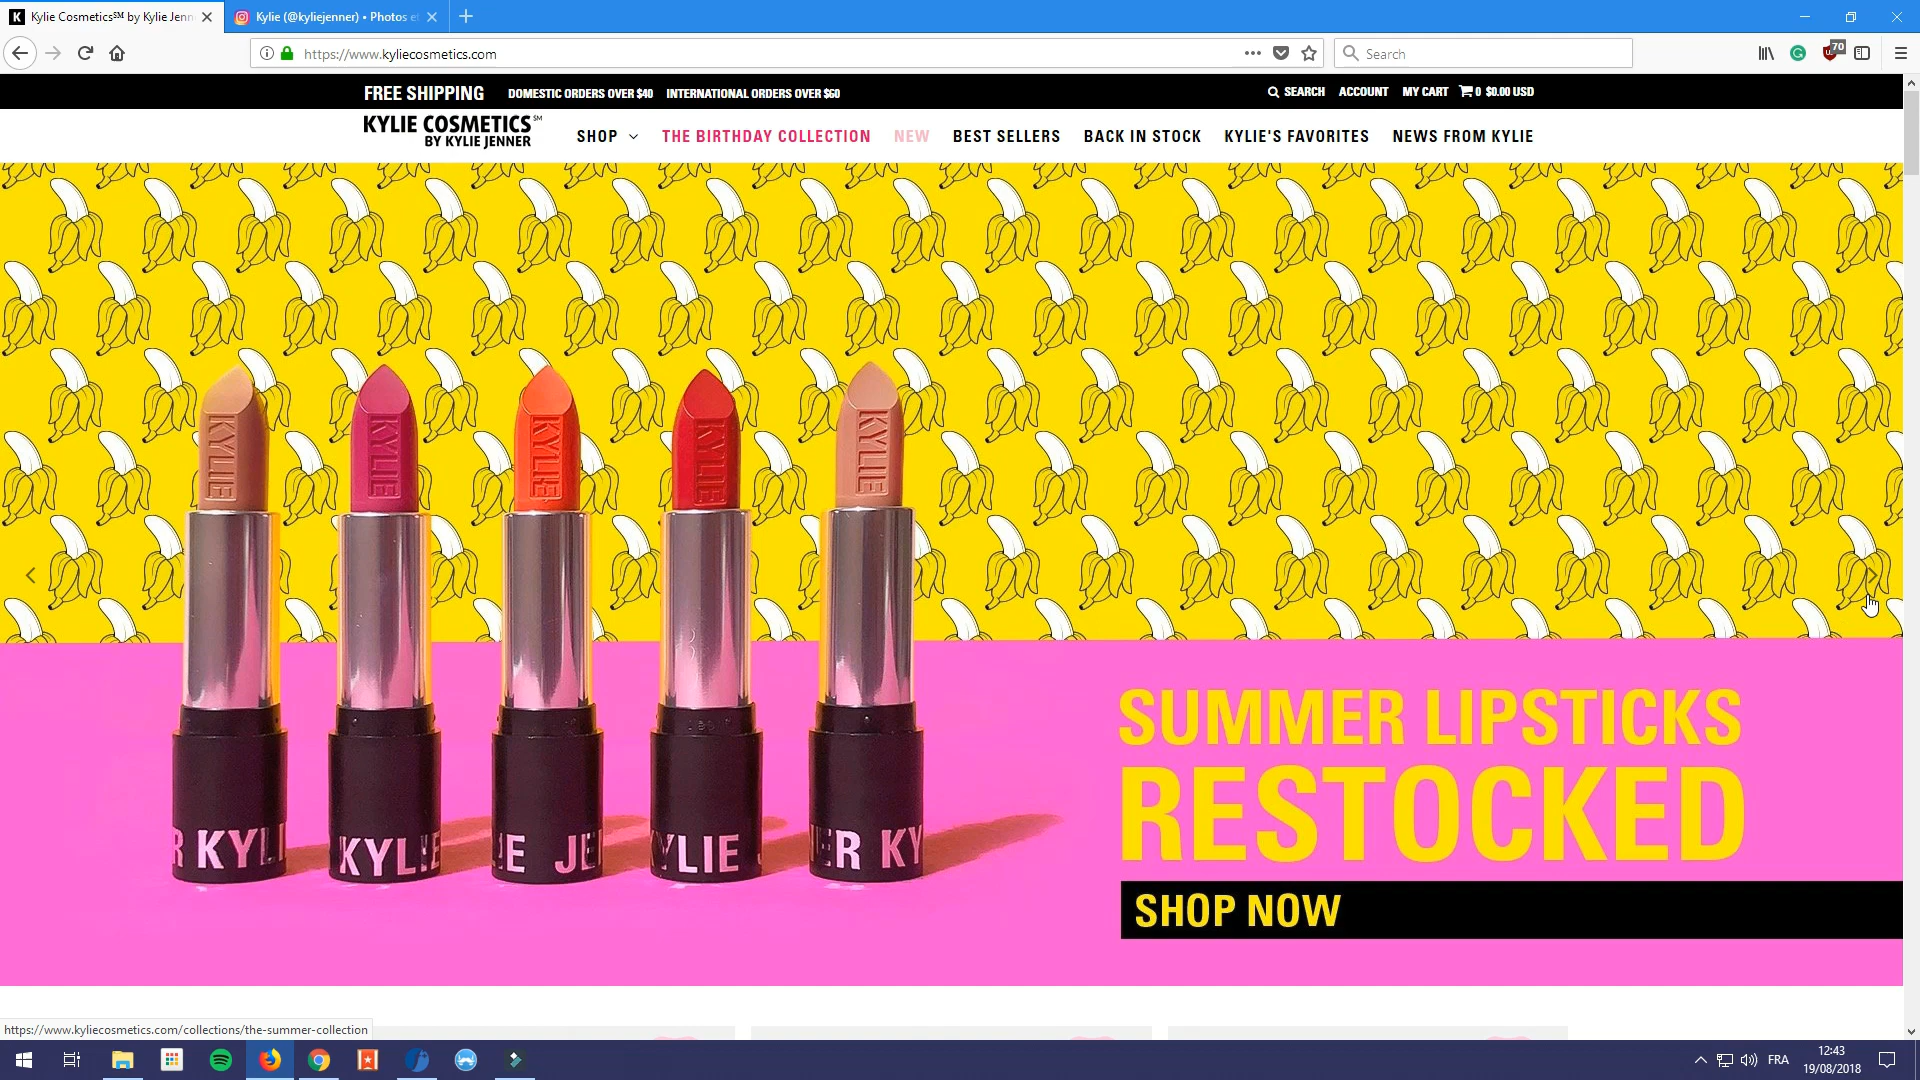 Kylie Cosmetics℠ by Kylie Jenn
Kylie (@kyliejenner) • Photos et
https://www.kyliecosmetics.com
Search
70
FREE SHIPPING DOMESTIC ORDERS OVER $40 INTERNATIONAL ORDERS OVER $60
SEARCH ACCOUNT MY CART 0 $0.00 USD
KYLIE COSMETICS℠
BY KYLIE JENNER
SHOP THE BIRTHDAY COLLECTION NEW BEST SELLERS BACK IN STOCK KYLIE'S FAVORITES NEWS FROM KYLIE
KYLIE KYLIE KYLIE KYLIE KYLIE
R KYLI KYLIE IE JE YLIE J ER KY
SUMMER LIPSTICKS
RESTOCKED
SHOP NOW
https://www.kyliecosmetics.com/collections/the-summer-collection
FRA
12:43
19/08/2018